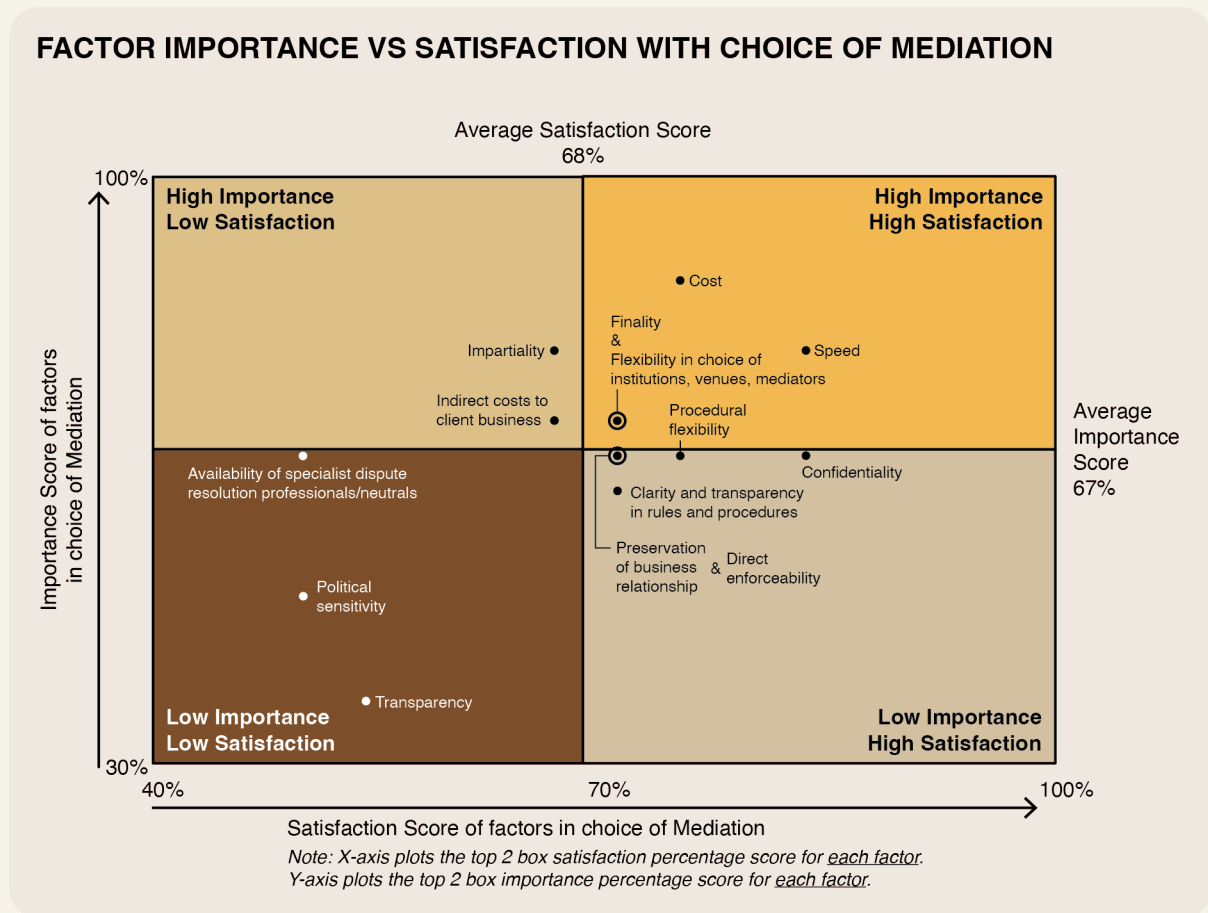 FACTOR IMPORTANCE VS SATISFACTION WITH CHOICE OF MEDIATION
Average Satisfaction Score
68%
100%
High Importance
Low Satisfaction
High Importance
High Satisfaction
Cost
Finality
&
Flexibility in choice of
institutions, venues, mediators
Impartiality
Speed
Indirect costs to
client business
Procedural
flexibility
Average
Importance
Score
67%
Importance Score of factors
in choice of Mediation
Availability of specialist dispute
resolution professionals/neutrals
Confidentiality
Clarity and transparency
in rules and procedures
Preservation
of business
relationship
&
Direct
enforceability
Political
sensitivity
Transparency
Low Importance
Low Satisfaction
Low Importance
High Satisfaction
30%
40%
70%
100%
Satisfaction Score of factors in choice of Mediation
Note: X-axis plots the top 2 box satisfaction percentage score for each factor.
Y-axis plots the top 2 box importance percentage score for each factor.